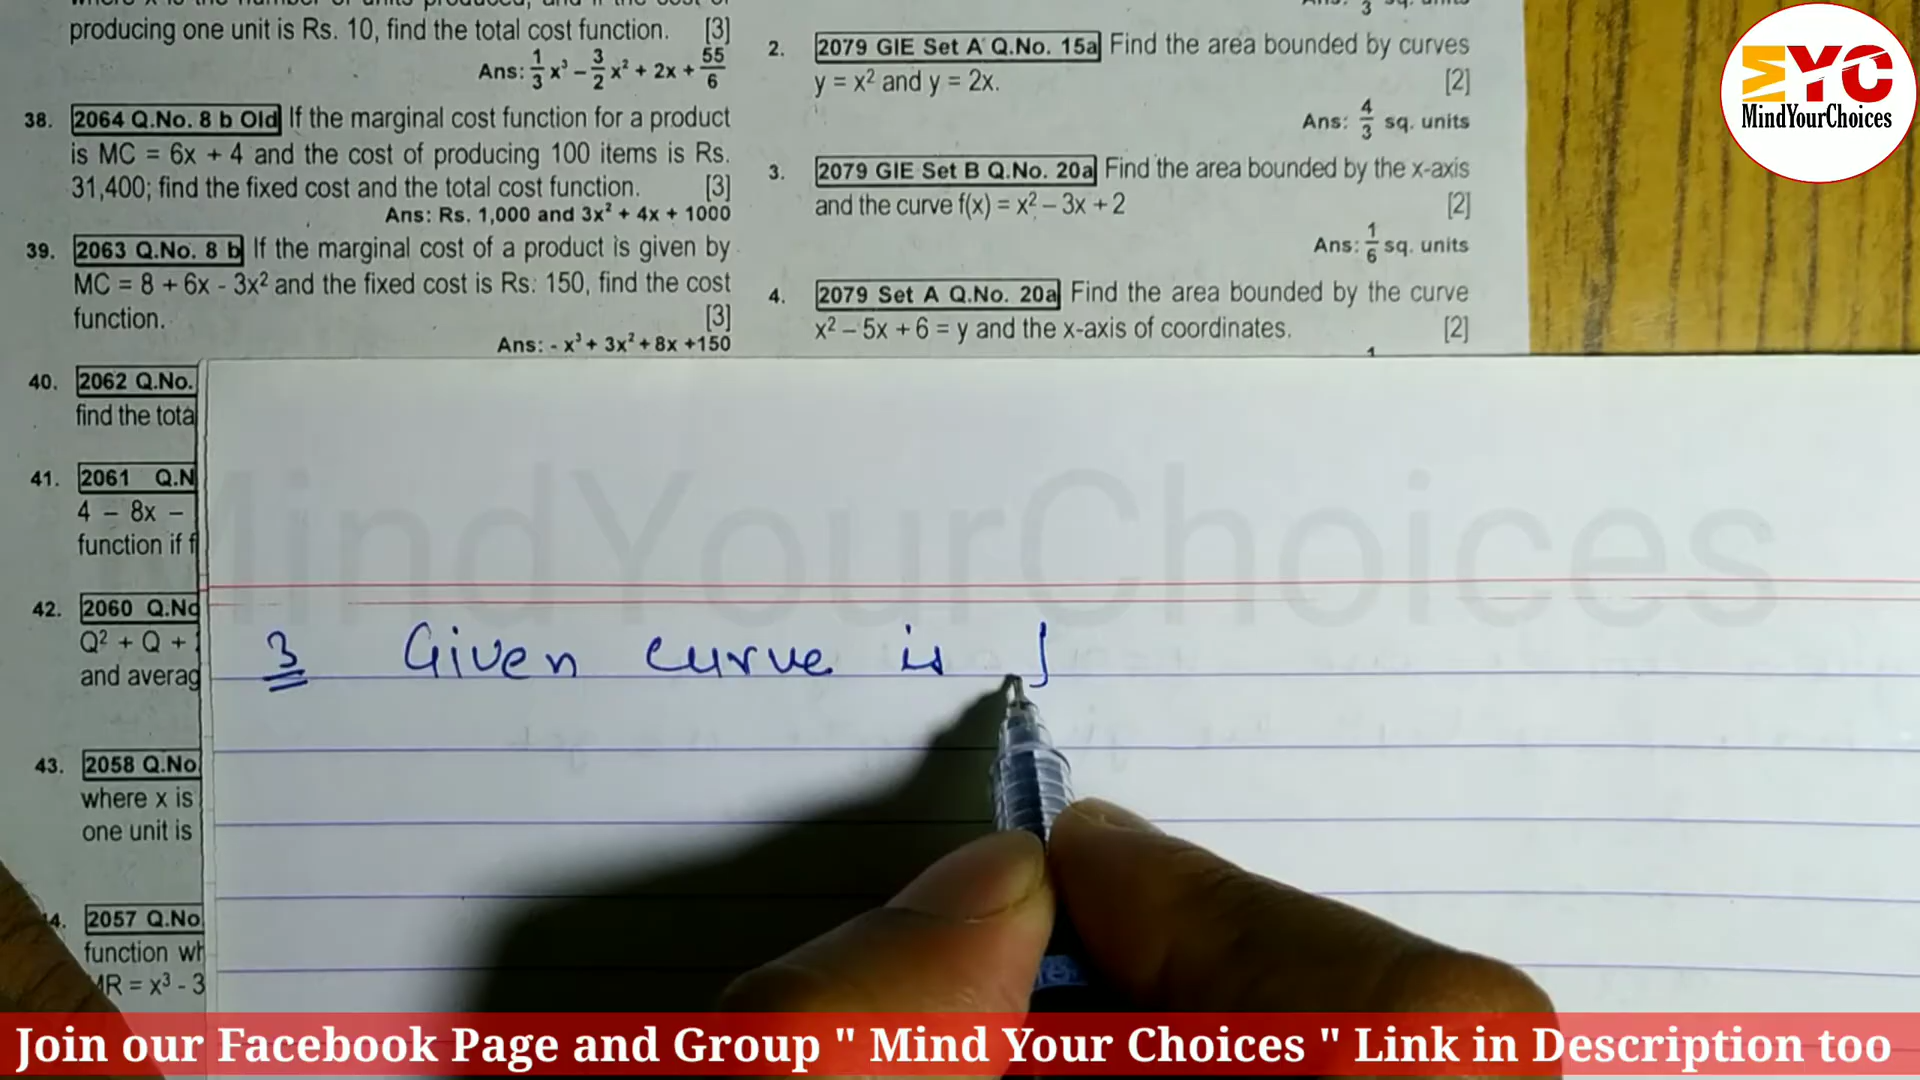 producing one unit is Rs. 10, find the total cost function. [3]
Ans: 1/3 x³ – 3/2 x² + 2x + 55/6
38. 2064 Q.No. 8 b Old If the marginal cost function for a product
is MC = 6x + 4 and the cost of producing 100 items is Rs.
31,400; find the fixed cost and the total cost function. [3]
Ans: Rs. 1,000 and 3x² + 4x + 1000
39. 2063 Q.No. 8 b If the marginal cost of a product is given by
MC = 8 + 6x - 3x² and the fixed cost is Rs. 150, find the cost
function. [3]
Ans: - x³ + 3x² + 8x +150
40. 2062 Q.No.
find the tota
41. 2061 Q.N
4 – 8x –
function if f
42. 2060 Q.No
Q² + Q +
and averag
43. 2058 Q.No
where x is
one unit is
4. 2057 Q.No
function wh
MR = x³ - 3
2. 2079 GIE Set A Q.No. 15a Find the area bounded by curves
y = x² and y = 2x. [2]
Ans: 4/3 sq. units
3. 2079 GIE Set B Q.No. 20a Find the area bounded by the x-axis
and the curve f(x) = x² – 3x + 2 [2]
Ans: 1/6 sq. units
4. 2079 Set A Q.No. 20a Find the area bounded by the curve
x² – 5x + 6 = y and the x-axis of coordinates. [2]
MYC
MindYourChoices
MindYourChoices
3 Given curve is f
Join our Facebook Page and Group " Mind Your Choices " Link in Description too